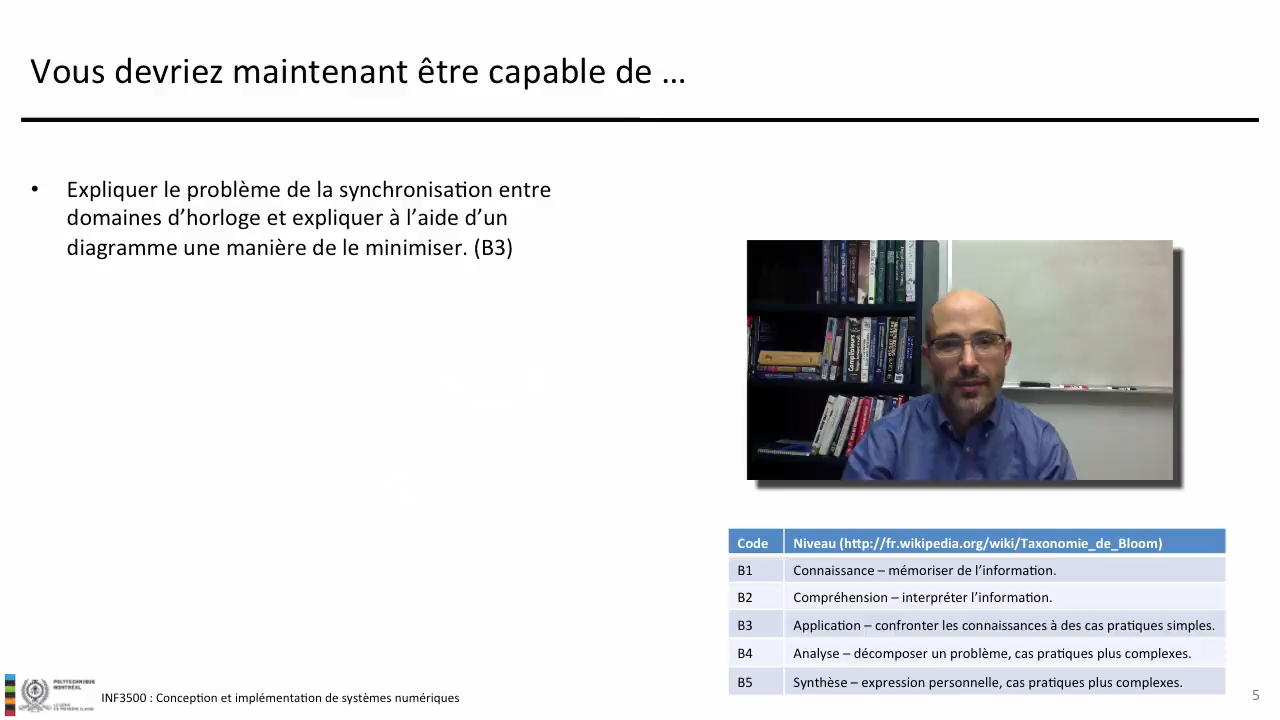 Vous devriez maintenant être capable de …
• Expliquer le problème de la synchronisation entre
domaines d’horloge et expliquer à l’aide d’un
diagramme une manière de le minimiser. (B3)
Compilateurs
Code Niveau (http://fr.wikipedia.org/wiki/Taxonomie_de_Bloom)
B1 Connaissance – mémoriser de l’information.
B2 Compréhension – interpréter l’information.
B3 Application – confronter les connaissances à des cas pratiques simples.
B4 Analyse – décomposer un problème, cas pratiques plus complexes.
B5 Synthèse – expression personnelle, cas pratiques plus complexes.
POLYTECHNIQUE
MONTRÉAL
INF3500 : Conception et implémentation de systèmes numériques
5